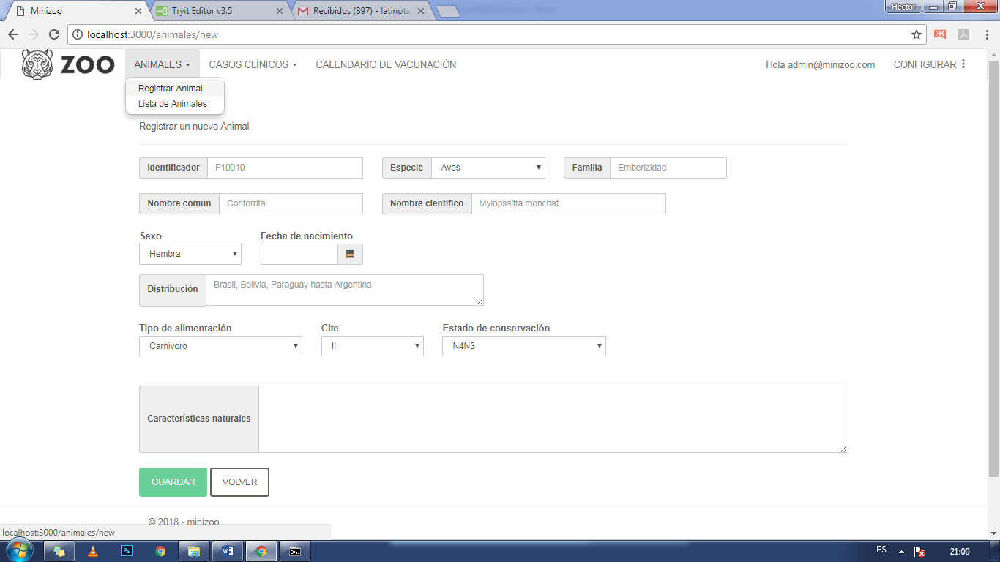 Minizoo
Tryit Editor v3.5
Recibidos (897) - latinota
Hector
localhost:3000/animales/new
ZOO
ANIMALES
CASOS CLÍNICOS
CALENDARIO DE VACUNACIÓN
Hola admin@minizoo.com
CONFIGURAR
Registrar Animal
Lista de Animales
Registrar un nuevo Animal
Identificador F10010
Especie Aves
Familia Emberizidae
Nombre comun Contorrita
Nombre cientifico Mylopssitta monchat
Sexo
Fecha de nacimiento
Hembra
Distribución Brasil, Bolivia, Paraguay hasta Argentina
Tipo de alimentación
Cite
Estado de conservación
Carnivoro
II
N4N3
Características naturales
GUARDAR
VOLVER
© 2018 - minizoo
localhost:3000/animales/new
ES
21:00